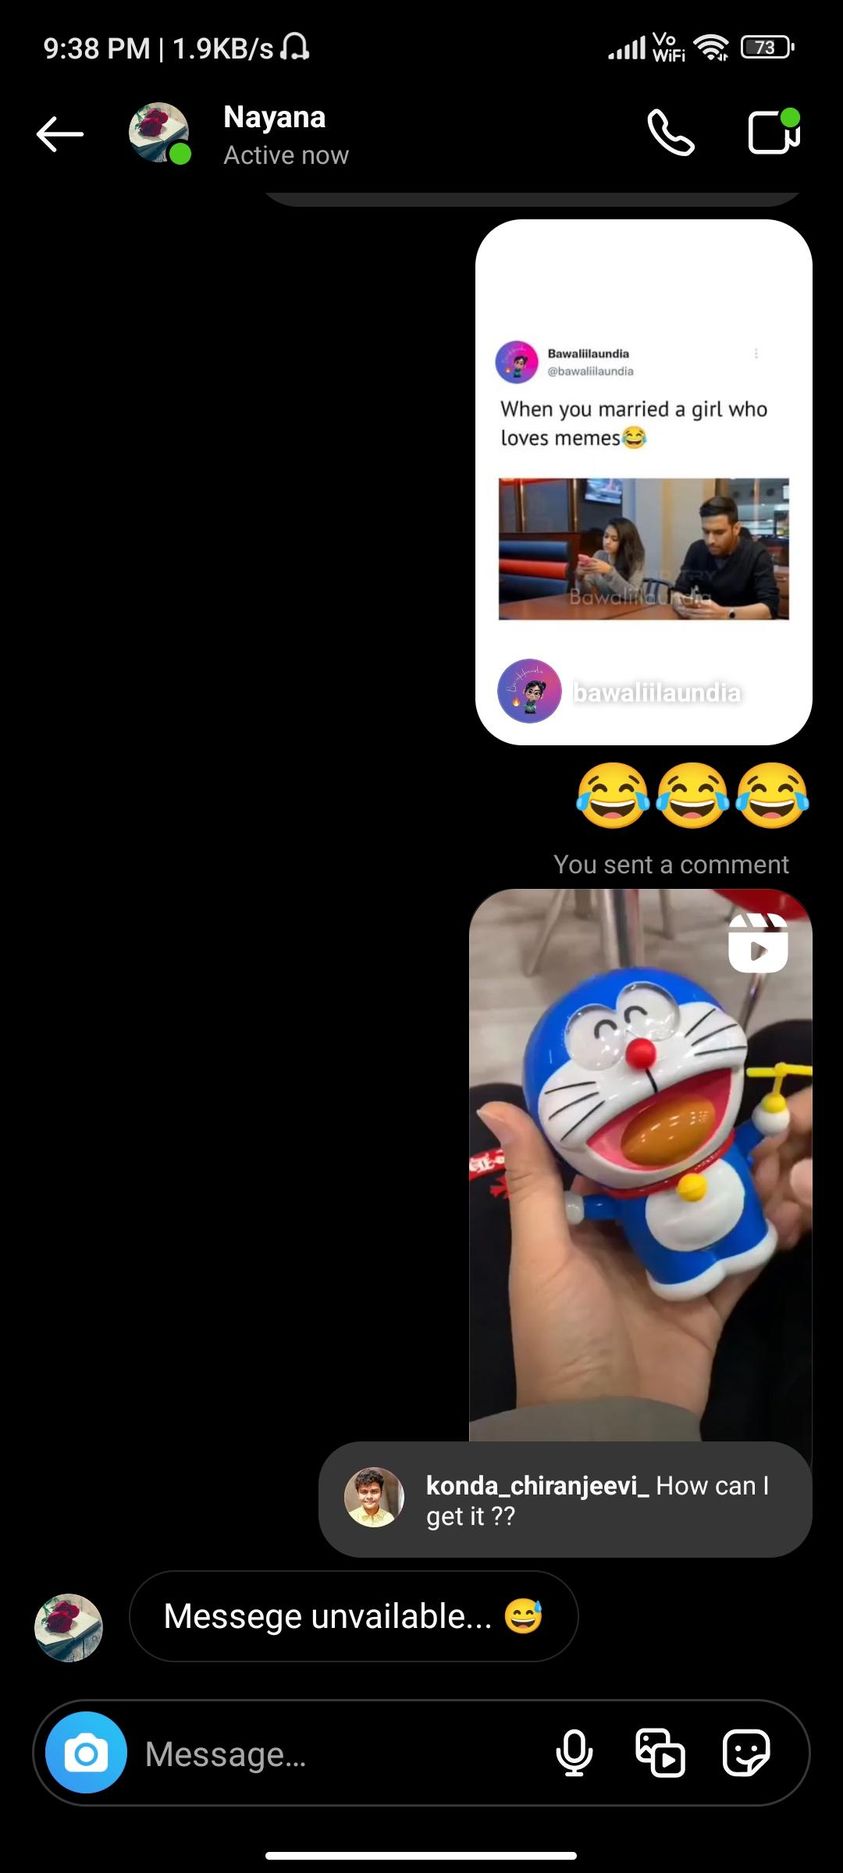 9:38 PM | 1.9KB/s
Vo
WiFi
73
Nayana
Active now
Bawaliilaundia
@bawaliilaundia
When you married a girl who
loves memes😂
Bawaliilaundia
bawaliilaundia
😂😂😂
You sent a comment
konda_chiranjeevi_ How can I
get it ??
Messege unvailable... 😅
Message...